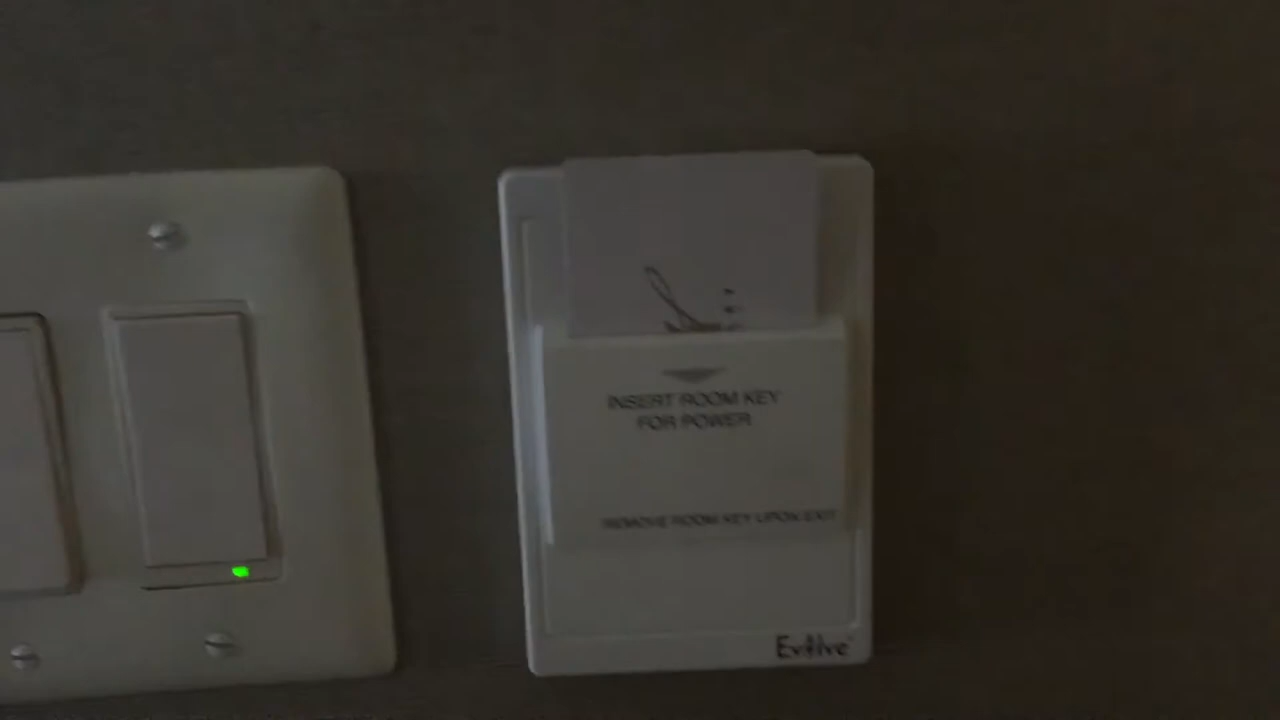 INSERT ROOM KEY
FOR POWER
REMOVE ROOM KEY UPON EXIT
Evolve